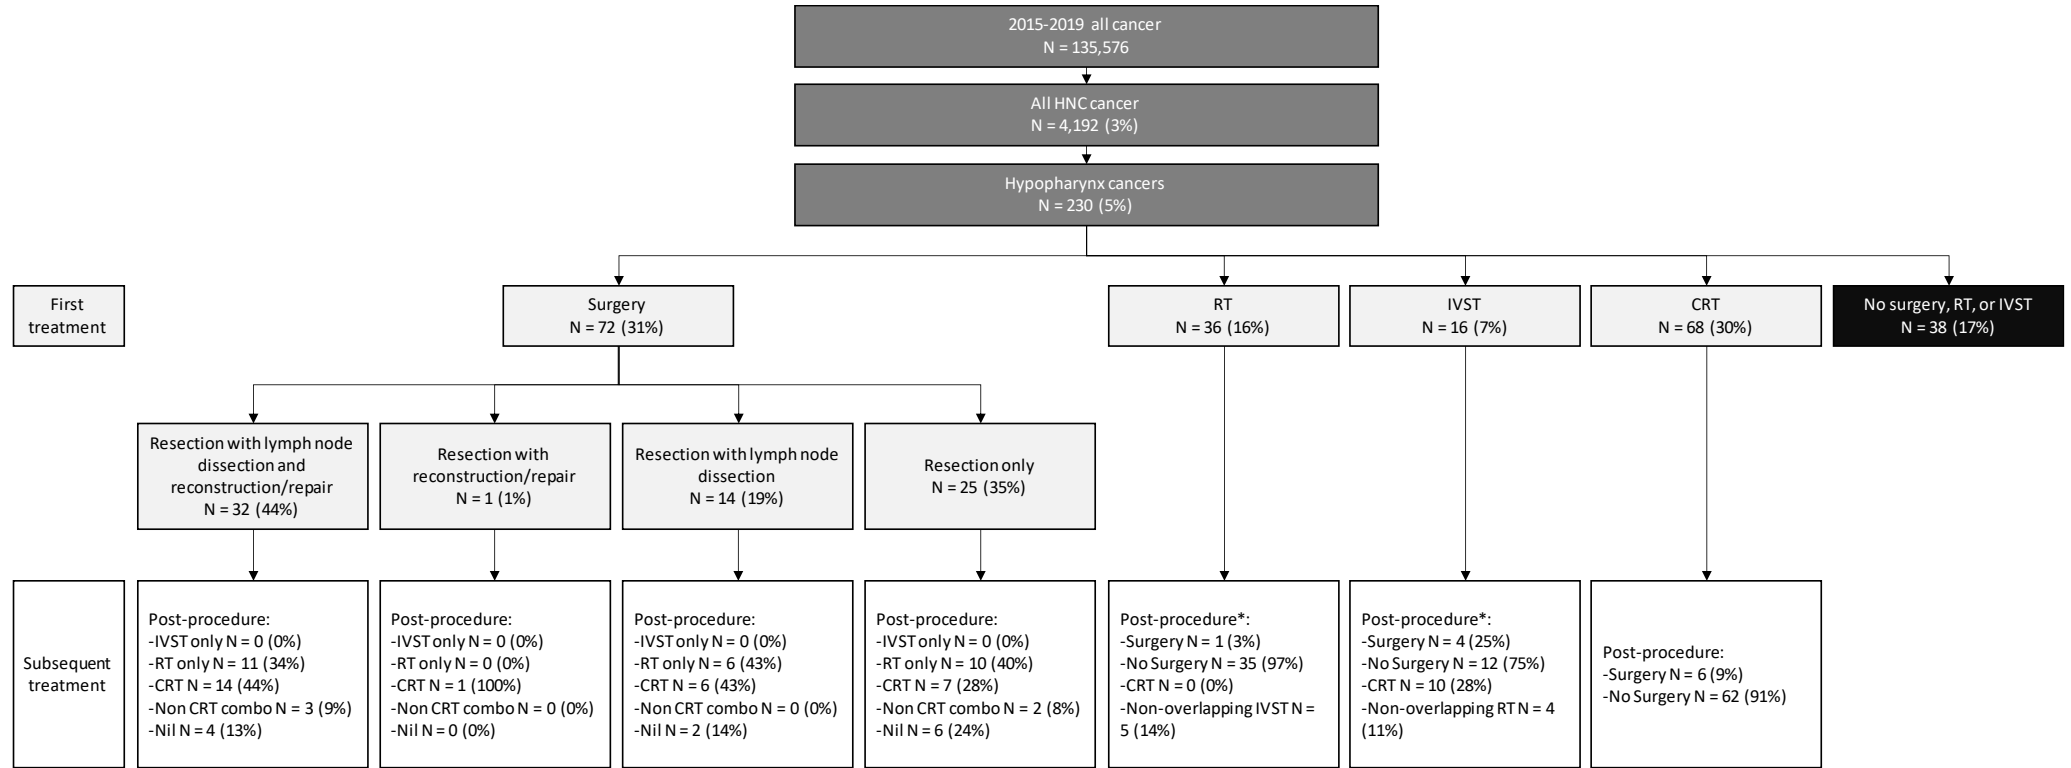 2015-2019 all cancer
N = 135,576
All HNC cancer
N = 4,192 (3%)
Hypopharynx cancers
N = 230 (5%)
First
treatment
Surgery
N = 72 (31%)
RT
N = 36 (16%)
IVST
N = 16 (7%)
CRT
N = 68 (30%)
No surgery, RT, or IVST
N = 38 (17%)
Resection with lymph node
dissection and
reconstruction/repair
N = 32 (44%)
Resection with
reconstruction/repair
N = 1 (1%)
Resection with lymph node
dissection
N = 14 (19%)
Resection only
N = 25 (35%)
Subsequent
treatment
Post-procedure:
-IVST only N = 0 (0%)
-RT only N = 11 (34%)
-CRT N = 14 (44%)
-Non CRT combo N = 3 (9%)
-Nil N = 4 (13%)
Post-procedure:
-IVST only N = 0 (0%)
-RT only N = 0 (0%)
-CRT N = 1 (100%)
-Non CRT combo N = 0 (0%)
-Nil N = 0 (0%)
Post-procedure:
-IVST only N = 0 (0%)
-RT only N = 6 (43%)
-CRT N = 6 (43%)
-Non CRT combo N = 0 (0%)
-Nil N = 2 (14%)
Post-procedure:
-IVST only N = 0 (0%)
-RT only N = 10 (40%)
-CRT N = 7 (28%)
-Non CRT combo N = 2 (8%)
-Nil N = 6 (24%)
Post-procedure*:
-Surgery N = 1 (3%)
-No Surgery N = 35 (97%)
-CRT N = 0 (0%)
-Non-overlapping IVST N =
5 (14%)
Post-procedure*:
-Surgery N = 4 (25%)
-No Surgery N = 12 (75%)
-CRT N = 10 (28%)
-Non-overlapping RT N = 4
(11%)
Post-procedure:
-Surgery N = 6 (9%)
-No Surgery N = 62 (91%)